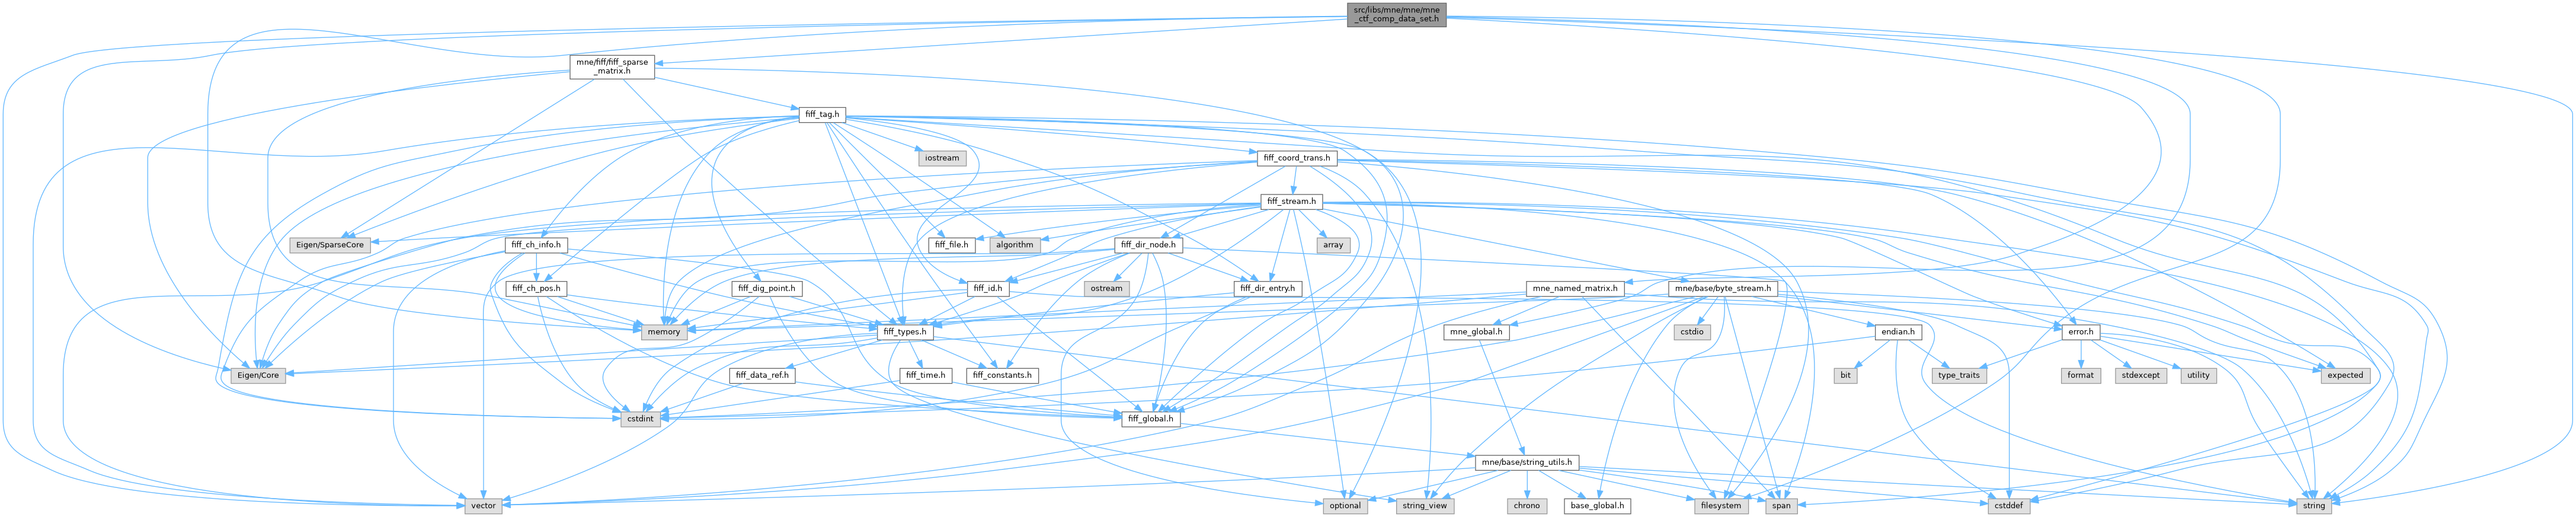 src/libs/mne/mne/mne
_ctf_comp_data_set.h
mne/fiff/fiff_sparse
_matrix.h
fiff_tag.h
iostream
fiff_coord_trans.h
fiff_stream.h
Eigen/SparseCore
fiff_ch_info.h
fiff_file.h
algorithm
fiff_dir_node.h
array
fiff_ch_pos.h
fiff_dig_point.h
fiff_id.h
ostream
fiff_dir_entry.h
mne_named_matrix.h
mne/base/byte_stream.h
memory
fiff_types.h
mne_global.h
cstdio
endian.h
error.h
Eigen/Core
fiff_data_ref.h
fiff_time.h
fiff_constants.h
bit
type_traits
format
stdexcept
utility
expected
cstdint
fiff_global.h
mne/base/string_utils.h
vector
optional
string_view
chrono
base_global.h
filesystem
span
cstddef
string